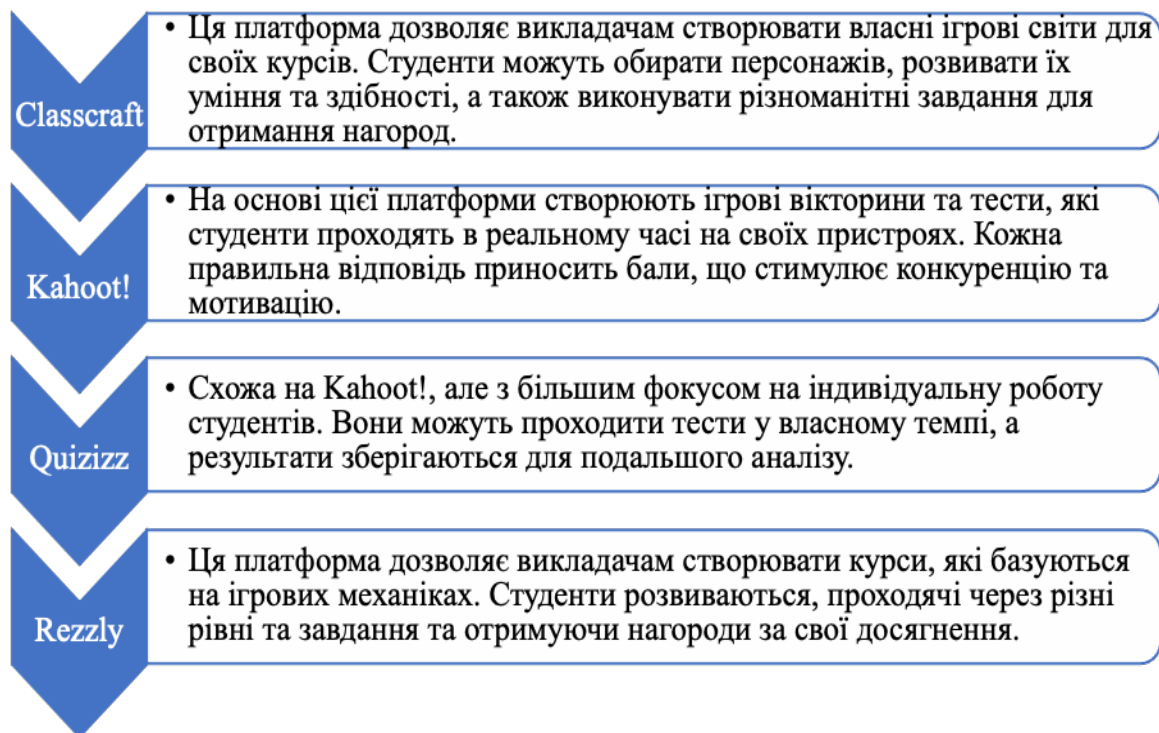 Classcraft
• Ця платформа дозволяє викладачам створювати власні ігрові світи для
своїх курсів. Студенти можуть обирати персонажів, розвивати їх
уміння та здібності, а також виконувати різноманітні завдання для
отримання нагород.
Kahoot!
• На основі цієї платформи створюють ігрові вікторини та тести, які
студенти проходять в реальному часі на своїх пристроях. Кожна
правильна відповідь приносить бали, що стимулює конкуренцію та
мотивацію.
Quizizz
• Схожа на Kahoot!, але з більшим фокусом на індивідуальну роботу
студентів. Вони можуть проходити тести у власному темпі, а
результати зберігаються для подальшого аналізу.
Rezzly
• Ця платформа дозволяє викладачам створювати курси, які базуються
на ігрових механіках. Студенти розвиваються, проходячі через різні
рівні та завдання та отримуючи нагороди за свої досягнення.